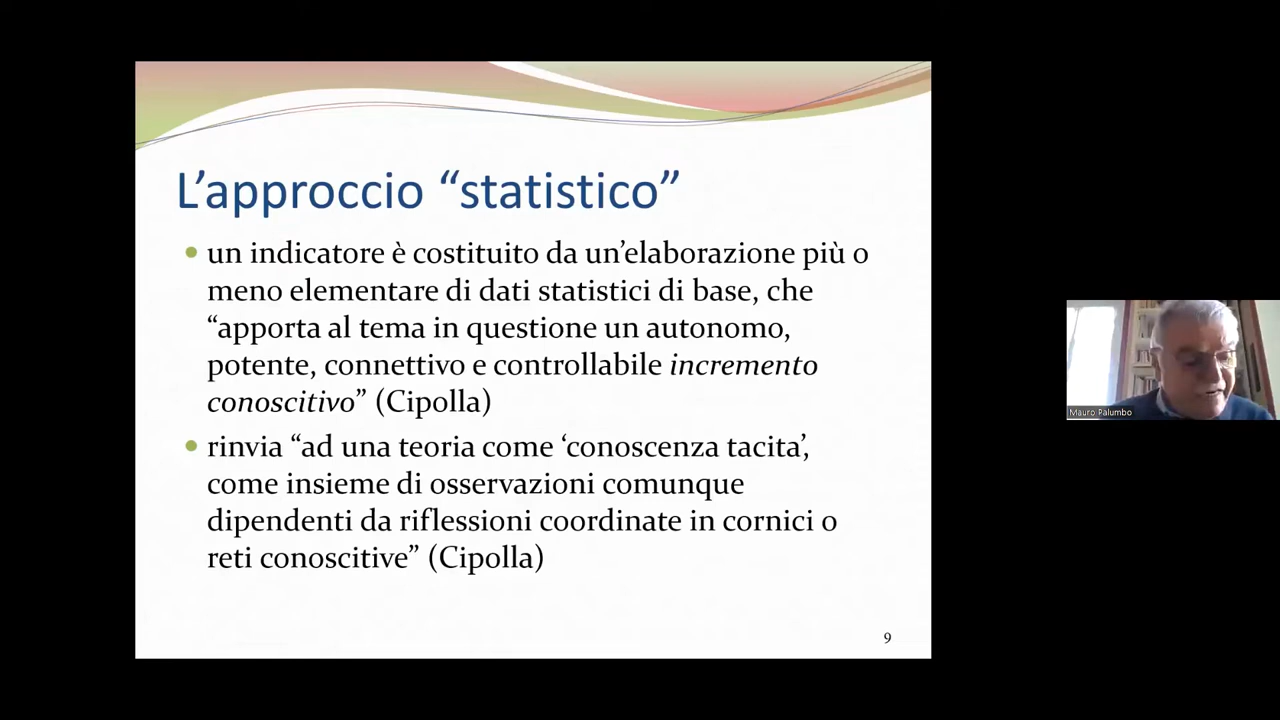 L’approccio “statistico”
un indicatore è costituito da un’elaborazione più o
meno elementare di dati statistici di base, che
“apporta al tema in questione un autonomo,
potente, connettivo e controllabile incremento
conoscitivo” (Cipolla)
rinvia “ad una teoria come ‘conoscenza tacita’,
come insieme di osservazioni comunque
dipendenti da riflessioni coordinate in cornici o
reti conoscitive” (Cipolla)
9
Mauro Palumbo